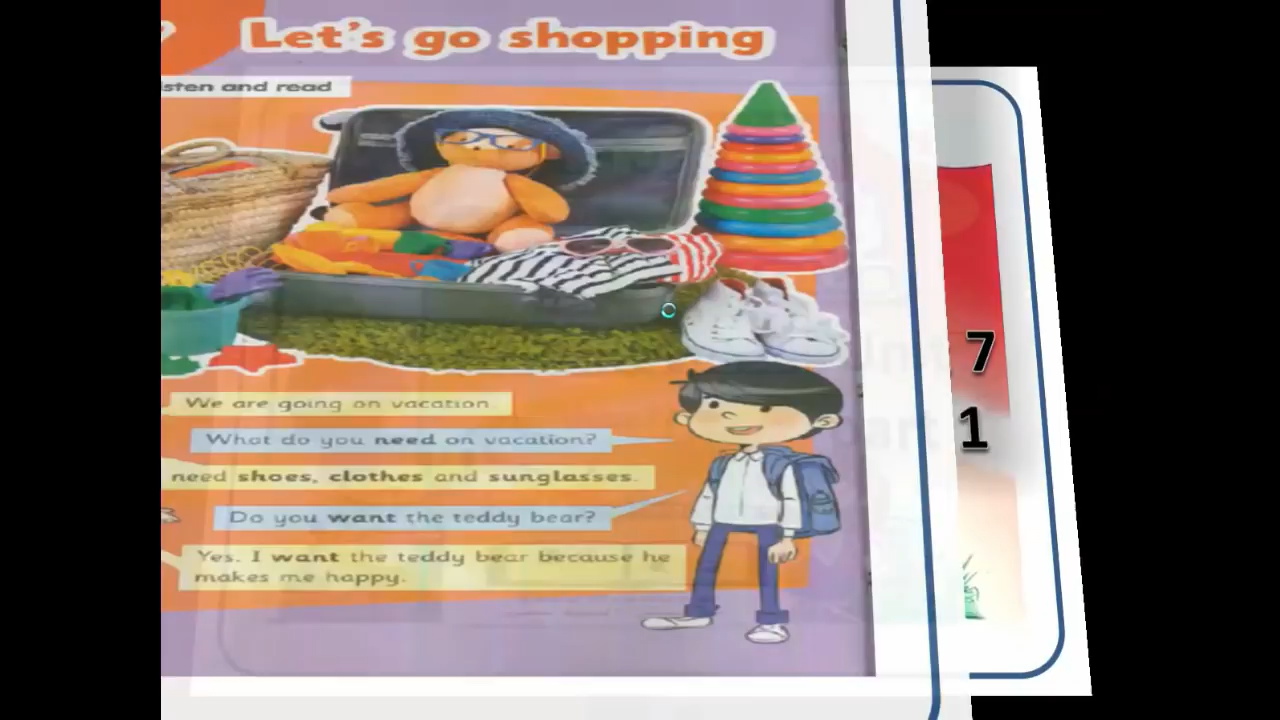 Let's go shopping
isten and read
We are going on vacation
What do you need on vacation?
need shoes, clothes and sunglasses.
Do you want the teddy bear?
Yes. I want the teddy bear because he
makes me happy.
7
1